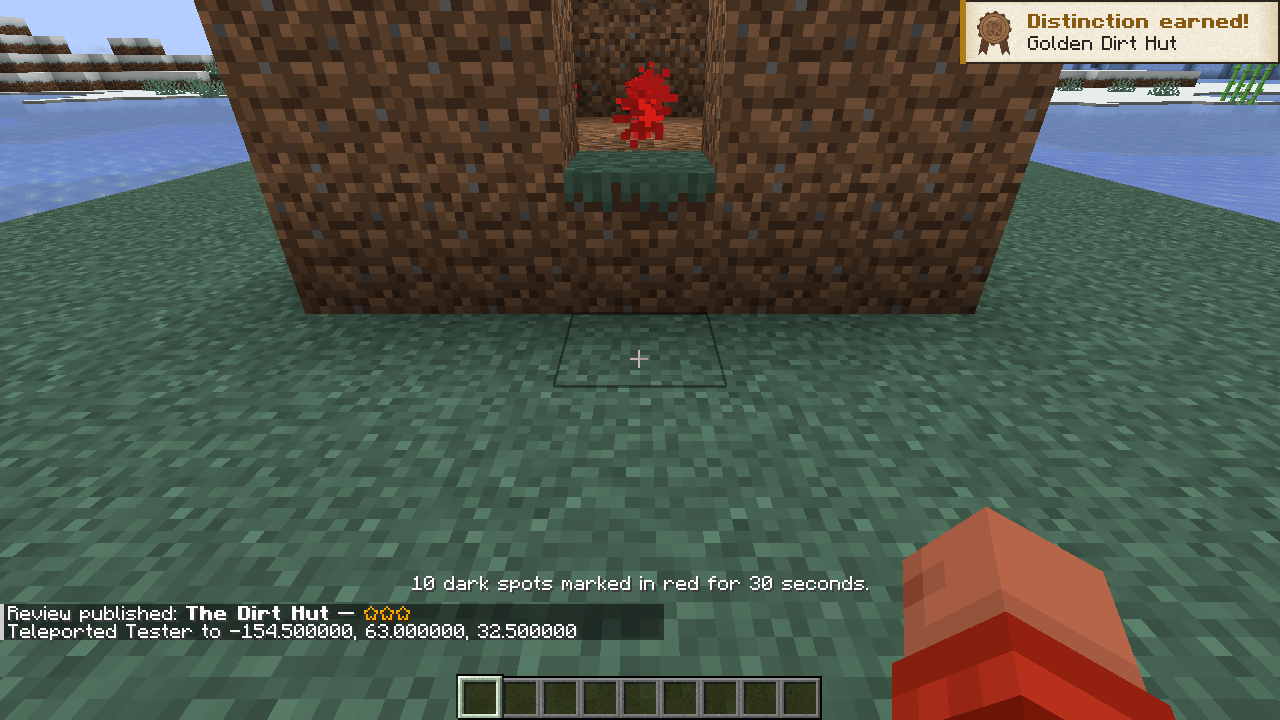 Distinction earned!
Golden Dirt Hut
10 dark spots marked in red for 30 seconds.
Review published: The Dirt Hut — ☆☆☆
Teleported Tester to -154.500000, 63.000000, 32.500000